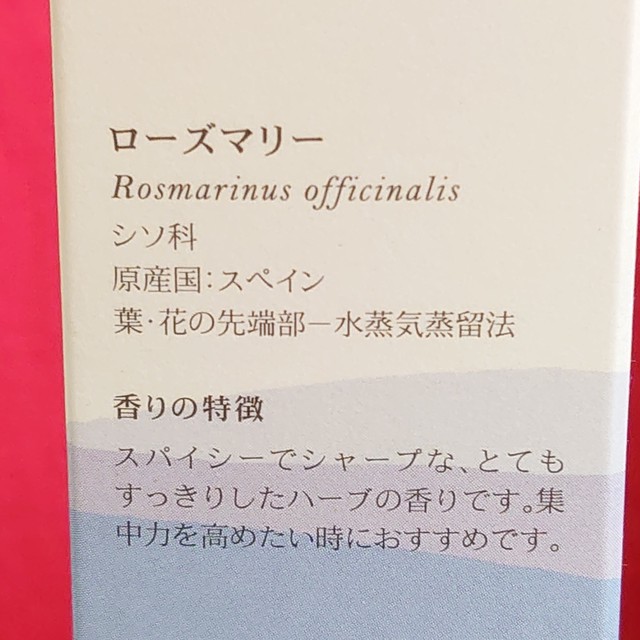 ローズマリー
Rosmarinus officinalis
シソ科
原産国：スペイン
葉・花の先端部－水蒸気蒸留法
香りの特徴
スパイシーでシャープな、とても
すっきりしたハーブの香りです。集
中力を高めたい時におすすめです。